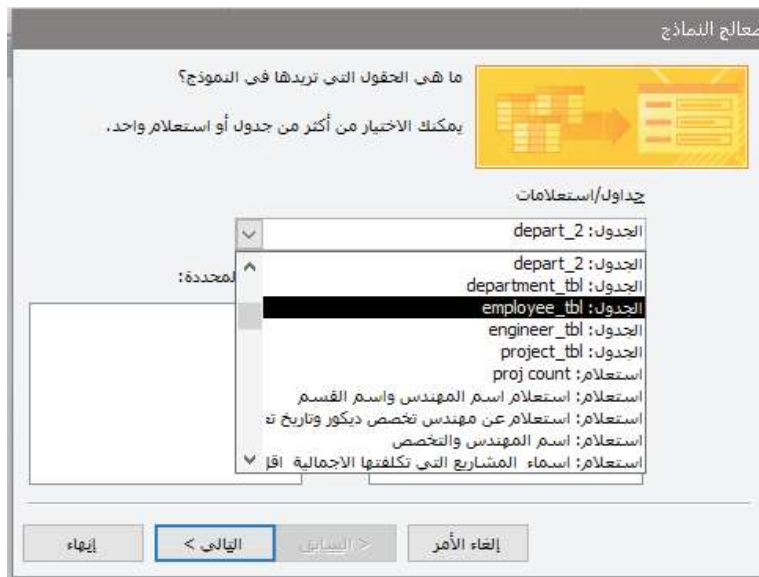 معالج النماذج
ما هي الحقول التي تريدها في النموذج؟
يمكنك الاختيار من أكثر من جدول أو استعلام واحد.
جداول/استعلامات
الجدول: depart_2
الجدول: depart_2
الجدول: department_tbl
الجدول: employee_tbl
الجدول: engineer_tbl
الجدول: project_tbl
استعلام: proj count
استعلام: استعلام اسم المهندس واسم القسم
استعلام: استعلام عن مهندس تخصص ديكور وتاريخ
استعلام: اسم المهندس والتخصص
استعلام: اسماء المشاريع التي تكلفتها الاجمالية
لمحددة:
إلغاء الأمر
< السابق
التالي >
إنهاء